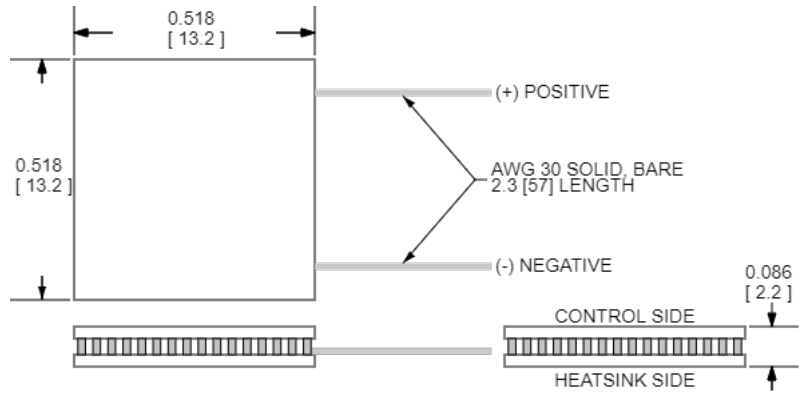 0.518
[ 13.2 ]
(+) POSITIVE
0.518
[ 13.2 ]
AWG 30 SOLID, BARE
2.3 [57] LENGTH
(-) NEGATIVE
0.086
[ 2.2 ]
CONTROL SIDE
HEATSINK SIDE